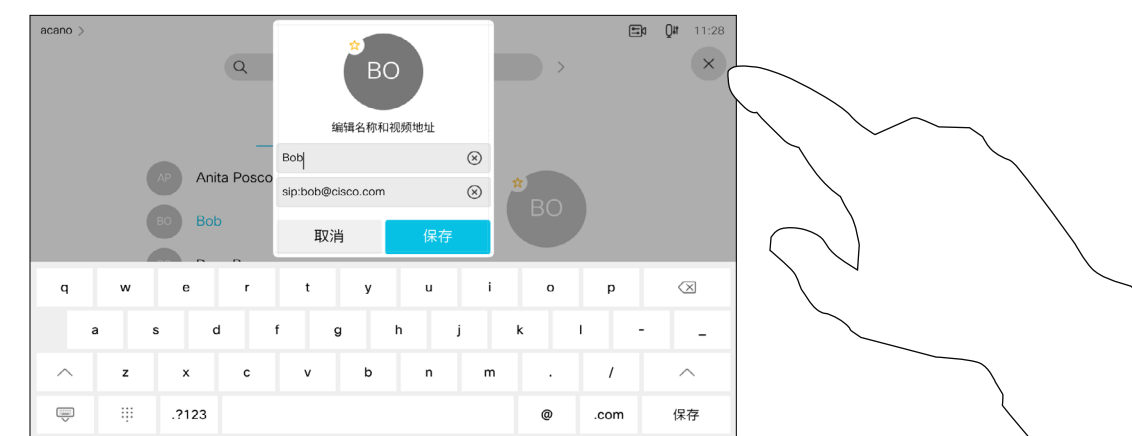 acano >
11:28
BO
编辑名称和视频地址
Bob
sip:bob@cisco.com
取消 保存
AP Anita Posco
BO Bob
BO
q w e r t y u i o p
a s d f g h j k l - _
z x c v b n m . /
.?123 @ .com 保存